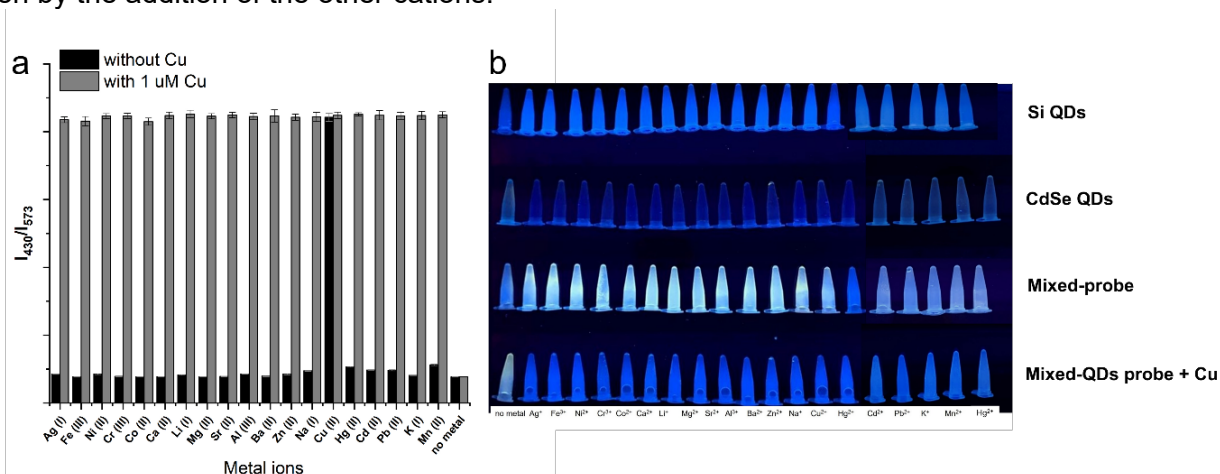 by the addition of the other cations.
a
without Cu
with 1 uM Cu
I430/I573
Ag (I)
Fe (III)
Ni (II)
Cr (III)
Co (II)
Ca (II)
Li (I)
Mg (II)
Sr (II)
Al (III)
Ba (II)
Zn (II)
Na (I)
Cu (II)
Hg (II)
Cd (II)
Pb (II)
K (I)
Mn (II)
no metal
Metal ions
b
Si QDs
CdSe QDs
Mixed-probe
Mixed-QDs probe + Cu
no metal Ag⁺ Fe³⁺ Ni²⁺ Cr³⁺ Co²⁺ Ca²⁺ Li⁺ Mg²⁺ Sr²⁺ Al³⁺ Ba²⁺ Zn²⁺ Na⁺ Cu²⁺ Hg²⁺ Cd²⁺ Pb²⁺ K⁺ Mn²⁺ Hg²⁺